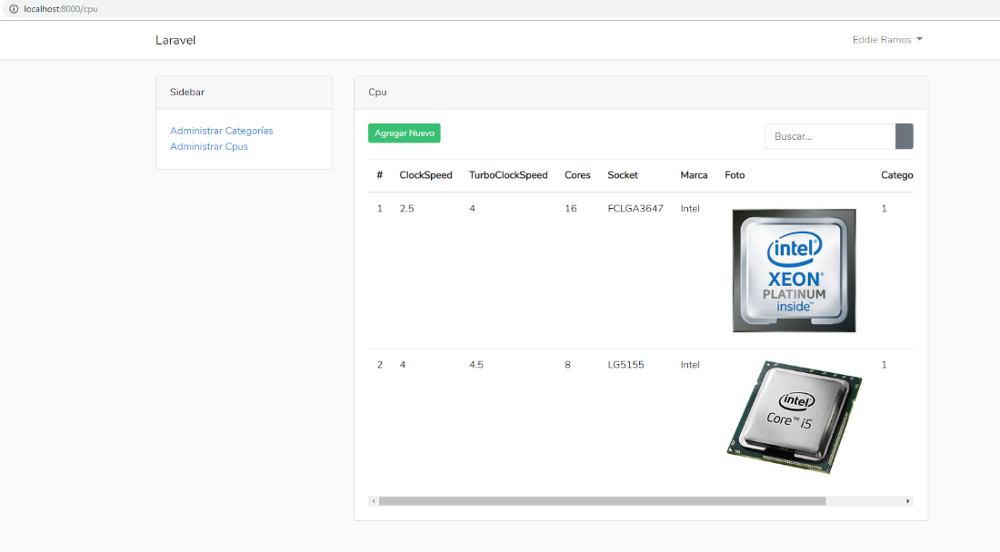 localhost:8000/cpu
Laravel
Eddie Ramos
Sidebar
Administrar Categorías
Administrar Cpus
Cpu
Agregar Nuevo
Buscar...
# ClockSpeed TurboClockSpeed Cores Socket Marca Foto Catego
1 2.5 4 16 FCLGA3647 Intel 1
intel®
XEON®
PLATINUM
inside™
2 4 4.5 8 LG5155 Intel 1
intel
Core™ i5